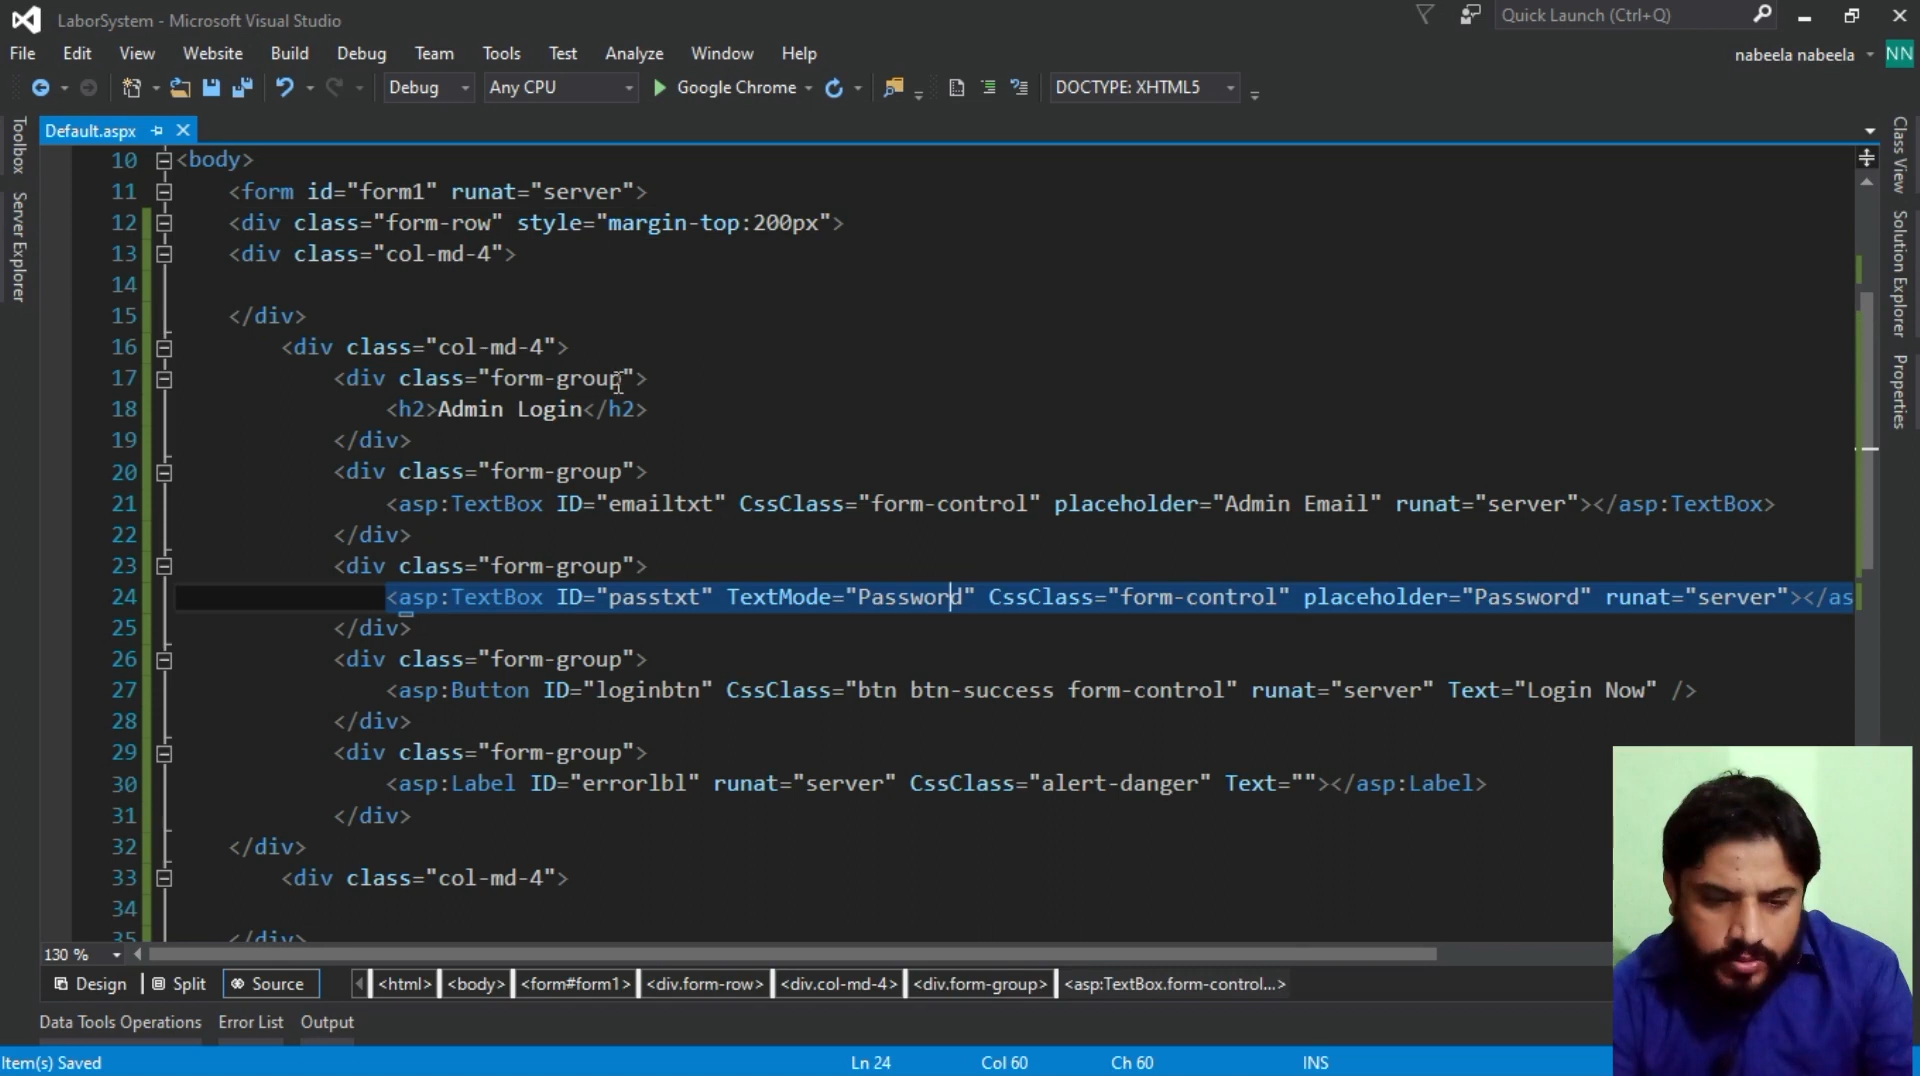 LaborSystem - Microsoft Visual Studio
Quick Launch (Ctrl+Q)
File Edit View Website Build Debug Team Tools Test Analyze Window Help
nabeela nabeela NN
Debug Any CPU Google Chrome DOCTYPE: XHTML5
Default.aspx
Toolbox
Server Explorer
Class View
Solution Explorer
Properties
10 <body>
11 <form id="form1" runat="server">
12 <div class="form-row" style="margin-top:200px">
13 <div class="col-md-4">
14
15 </div>
16 <div class="col-md-4">
17 <div class="form-group">
18 <h2>Admin Login</h2>
19 </div>
20 <div class="form-group">
21 <asp:TextBox ID="emailtxt" CssClass="form-control" placeholder="Admin Email" runat="server"></asp:TextBox>
22 </div>
23 <div class="form-group">
24 <asp:TextBox ID="passtxt" TextMode="Password" CssClass="form-control" placeholder="Password" runat="server"></as
25 </div>
26 <div class="form-group">
27 <asp:Button ID="loginbtn" CssClass="btn btn-success form-control" runat="server" Text="Login Now" />
28 </div>
29 <div class="form-group">
30 <asp:Label ID="errorlbl" runat="server" CssClass="alert-danger" Text=""></asp:Label>
31 </div>
32 </div>
33 <div class="col-md-4">
34
35 </div>
130 %
Design Split Source <html> <body> <form#form1> <div.form-row> <div.col-md-4> <div.form-group> <asp:TextBox.form-control...>
Data Tools Operations Error List Output
Item(s) Saved Ln 24 Col 60 Ch 60 INS